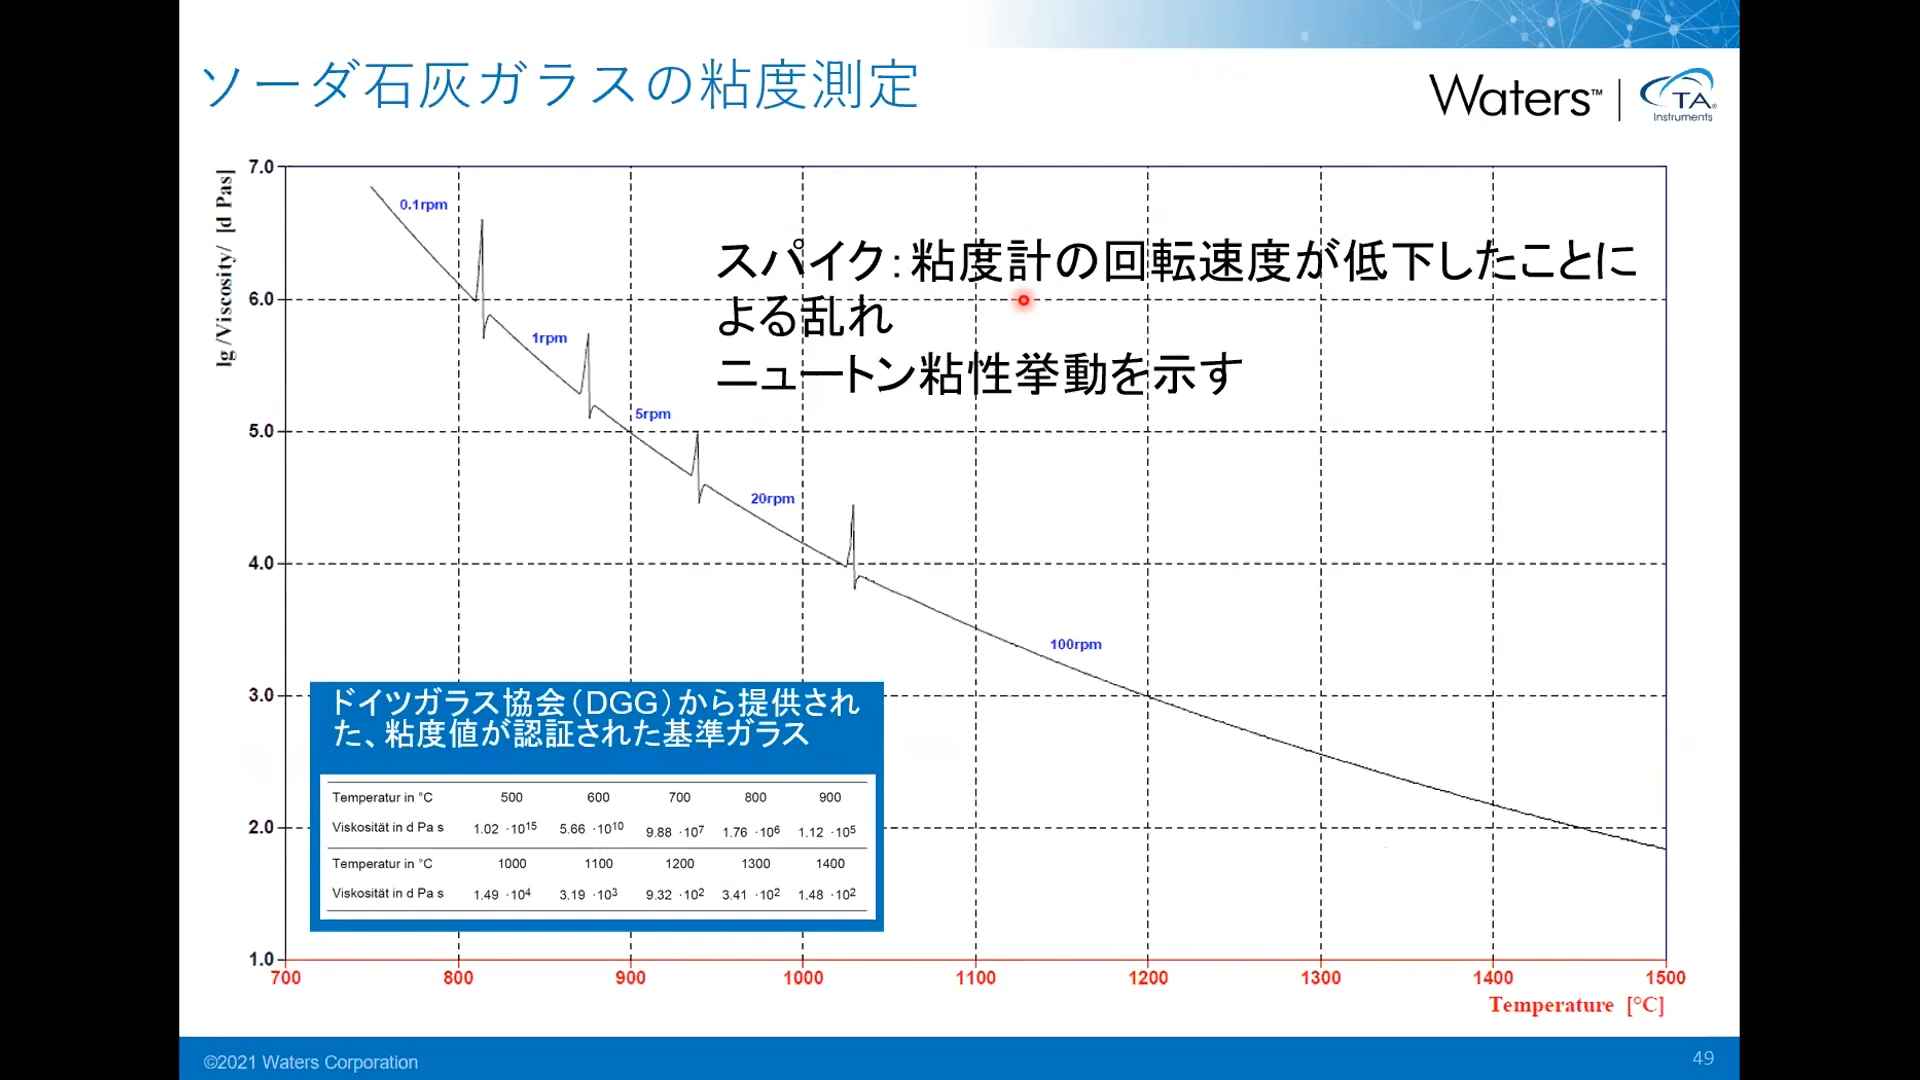 ソーダ石灰ガラスの粘度測定
Waters™ | TA®
Instruments
lg /Viscosity/ [d Pas]
7.0
6.0
5.0
4.0
3.0
2.0
1.0
0.1rpm
1rpm
5rpm
20rpm
100rpm
スパイク：粘度計の回転速度が低下したことに
よる乱れ
ニュートン粘性挙動を示す
ドイツガラス協会（DGG）から提供され
た、粘度値が認証された基準ガラス
Temperatur in °C 500 600 700 800 900
Viskosität in d Pa s 1.02 ·10¹⁵ 5.66 ·10¹⁰ 9.88 ·10⁷ 1.76 ·10⁶ 1.12 ·10⁵
Temperatur in °C 1000 1100 1200 1300 1400
Viskosität in d Pa s 1.49 ·10⁴ 3.19 ·10³ 9.32 ·10² 3.41 ·10² 1.48 ·10²
700 800 900 1000 1100 1200 1300 1400 1500
Temperature [°C]
©2021 Waters Corporation
49